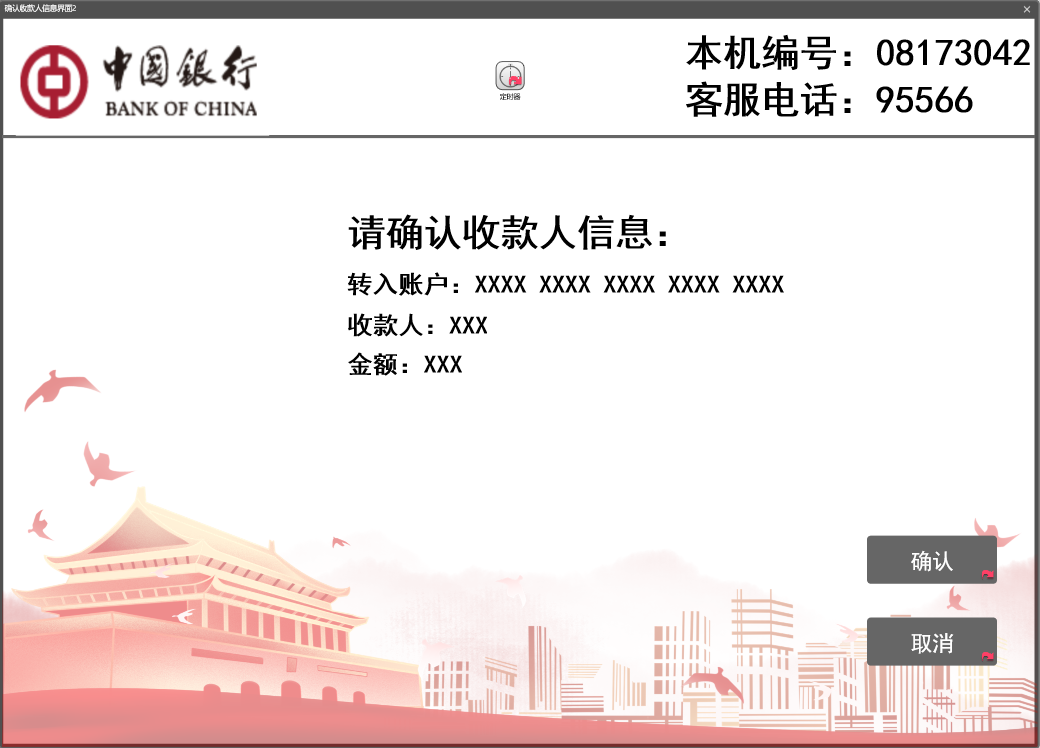 确认收款人信息界面2
中国銀行
BANK OF CHINA
定时器
本机编号：08173042
客服电话：95566
请确认收款人信息：
转入账户：XXXX XXXX XXXX XXXX XXXX
收款人：XXX
金额：XXX
确认
取消